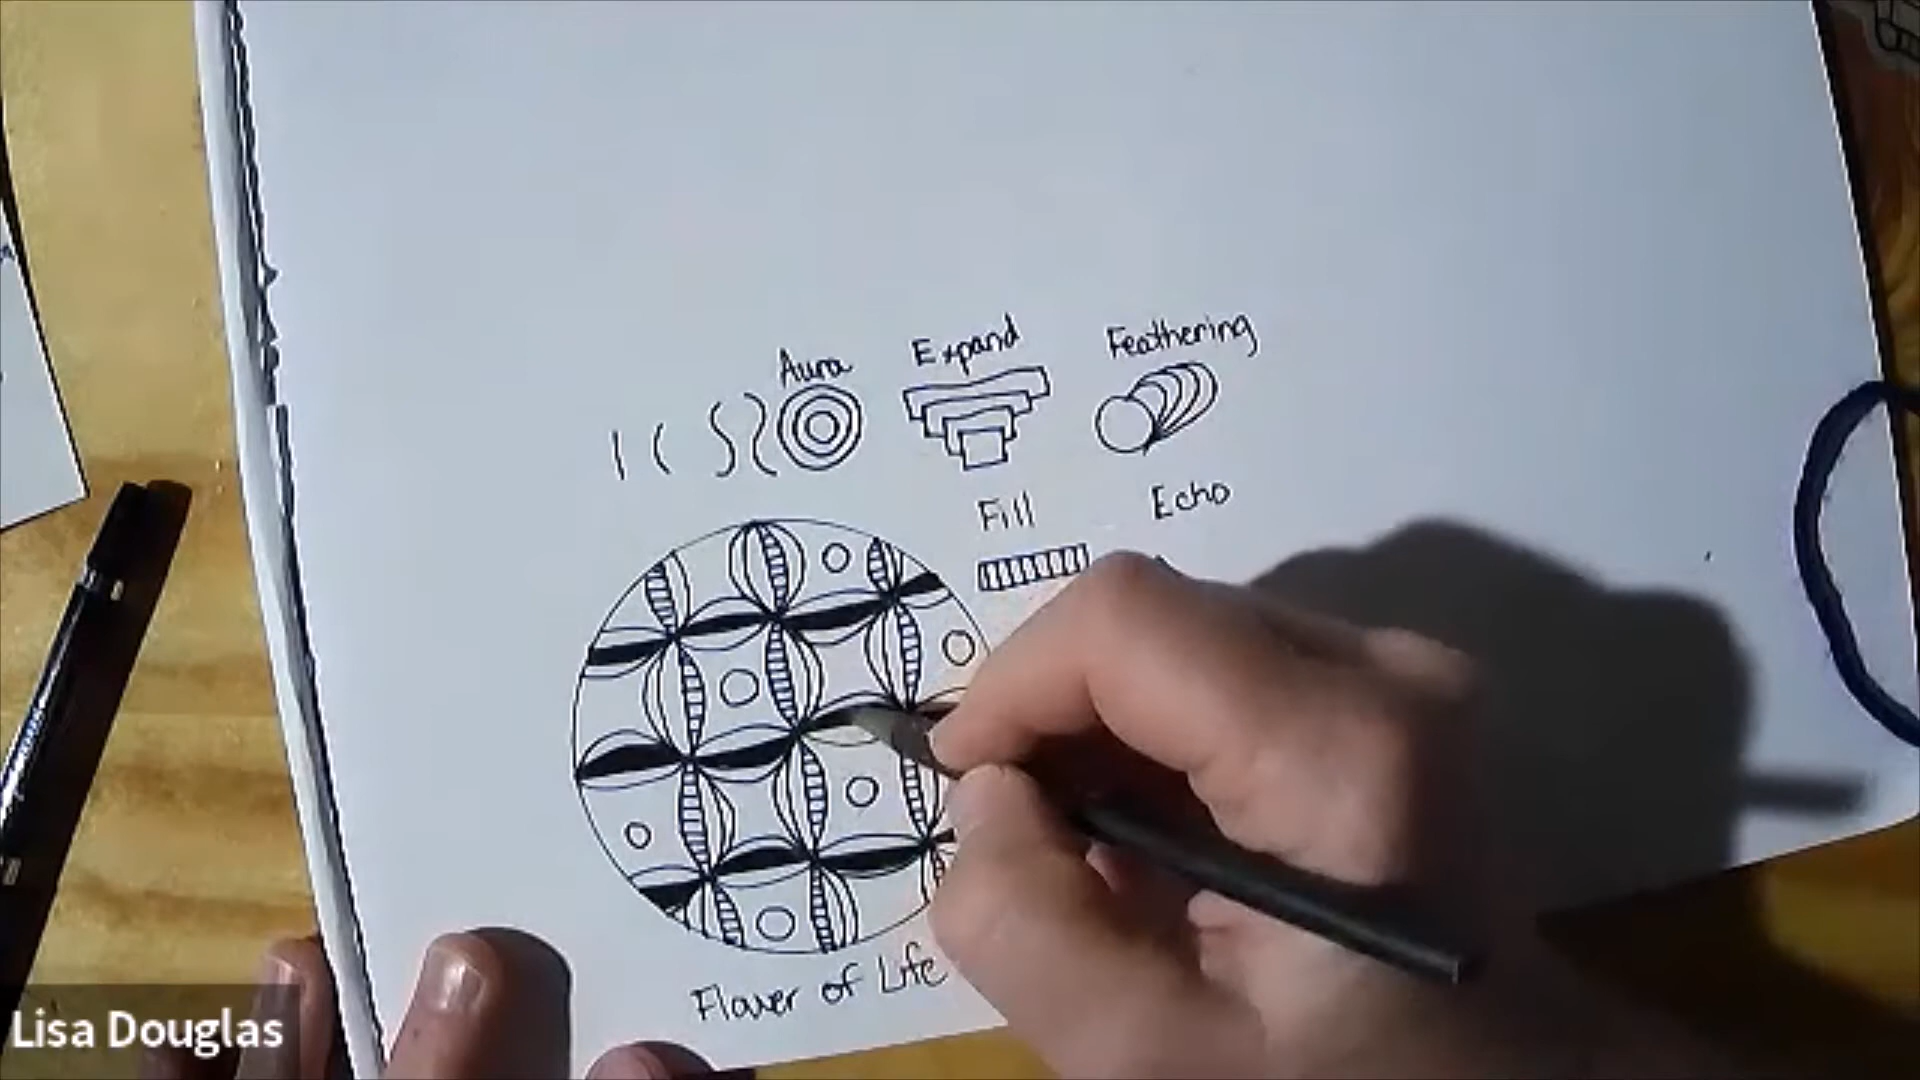 Aura
Expand
Feathering
Fill
Echo
Flower of Life
Lisa Douglas